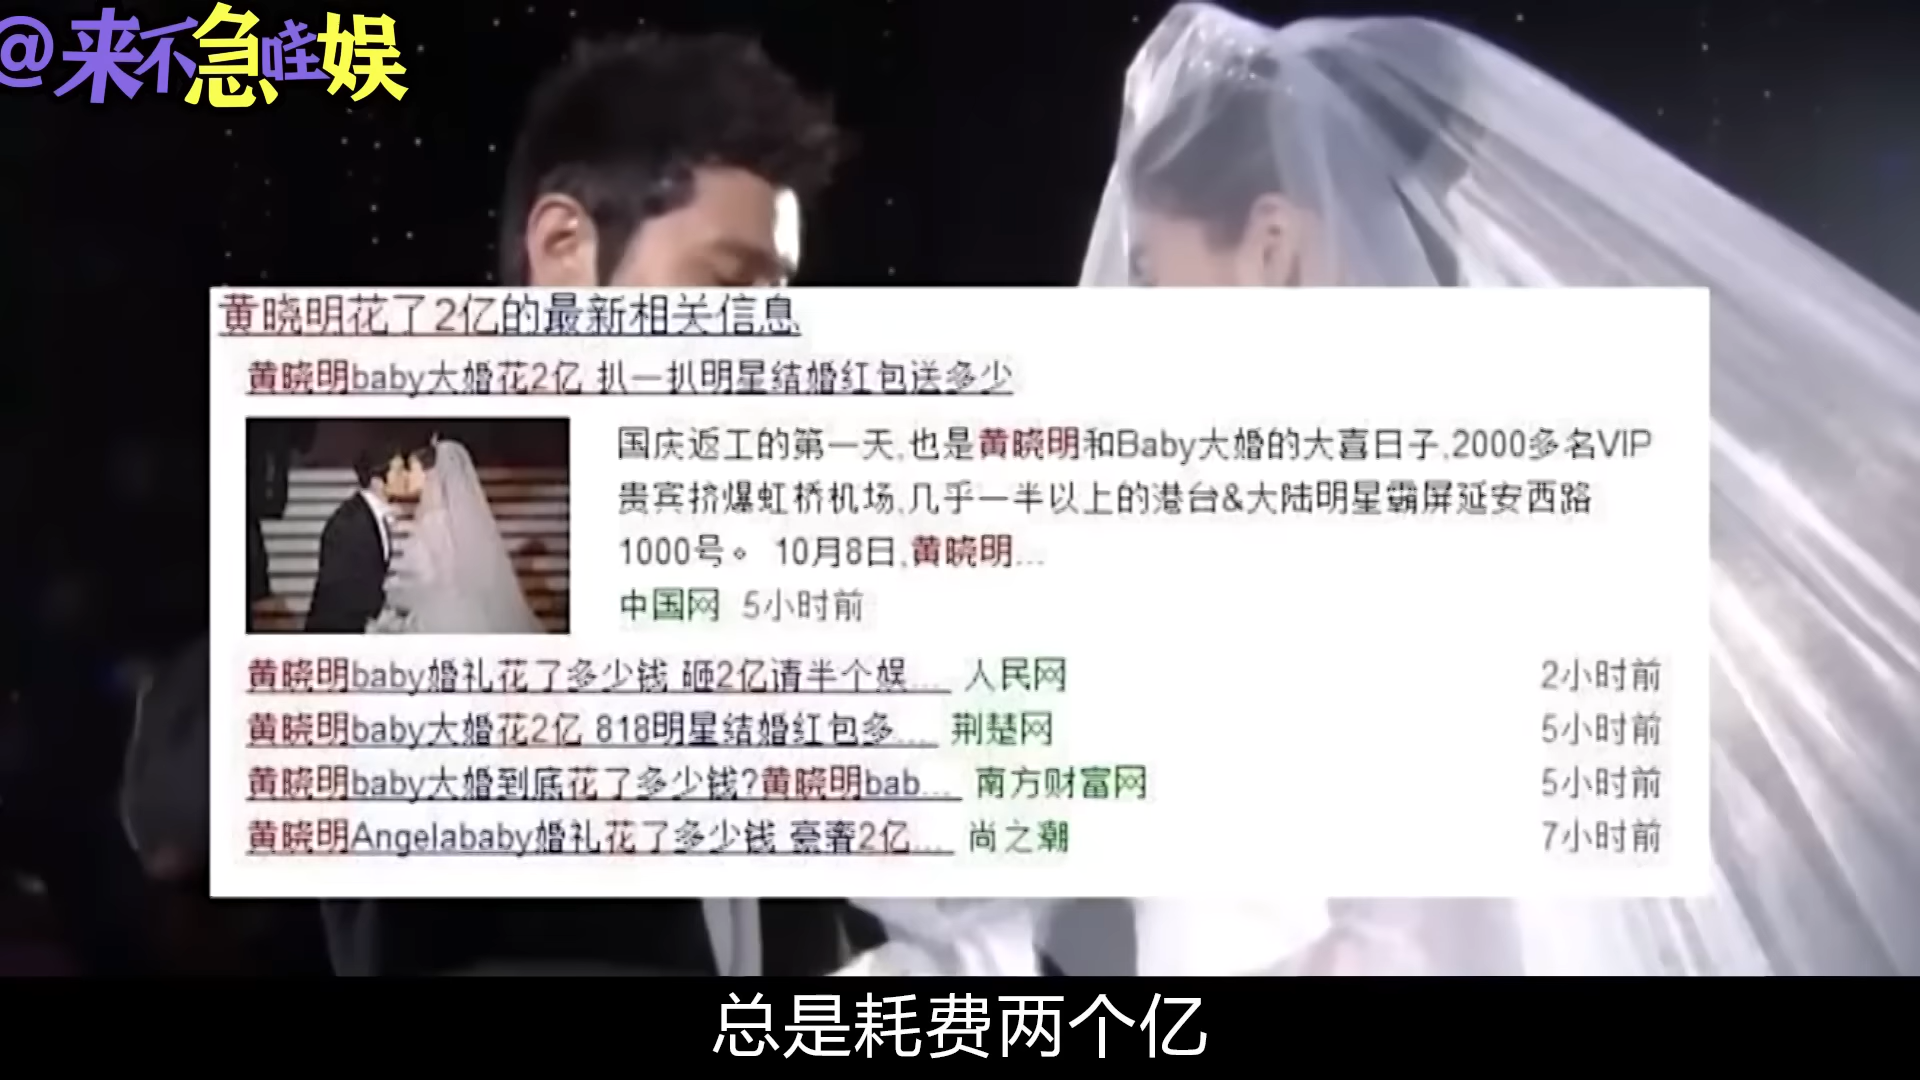 @来不急哇娱
黄晓明花了2亿的最新相关信息
黄晓明baby大婚花2亿 扒一扒明星结婚红包送多少
国庆返工的第一天,也是黄晓明和Baby大婚的大喜日子,2000多名VIP
贵宾挤爆虹桥机场,几乎一半以上的港台&大陆明星霸屏延安西路
1000号。 10月8日,黄晓明...
中国网 5小时前
黄晓明baby婚礼花了多少钱 砸2亿请半个娱... 人民网 2小时前
黄晓明baby大婚花2亿 818明星结婚红包多... 荆楚网 5小时前
黄晓明baby大婚到底花了多少钱?黄晓明bab... 南方财富网 5小时前
黄晓明Angelababy婚礼花了多少钱 豪奢2亿... 尚之潮 7小时前
总是耗费两个亿